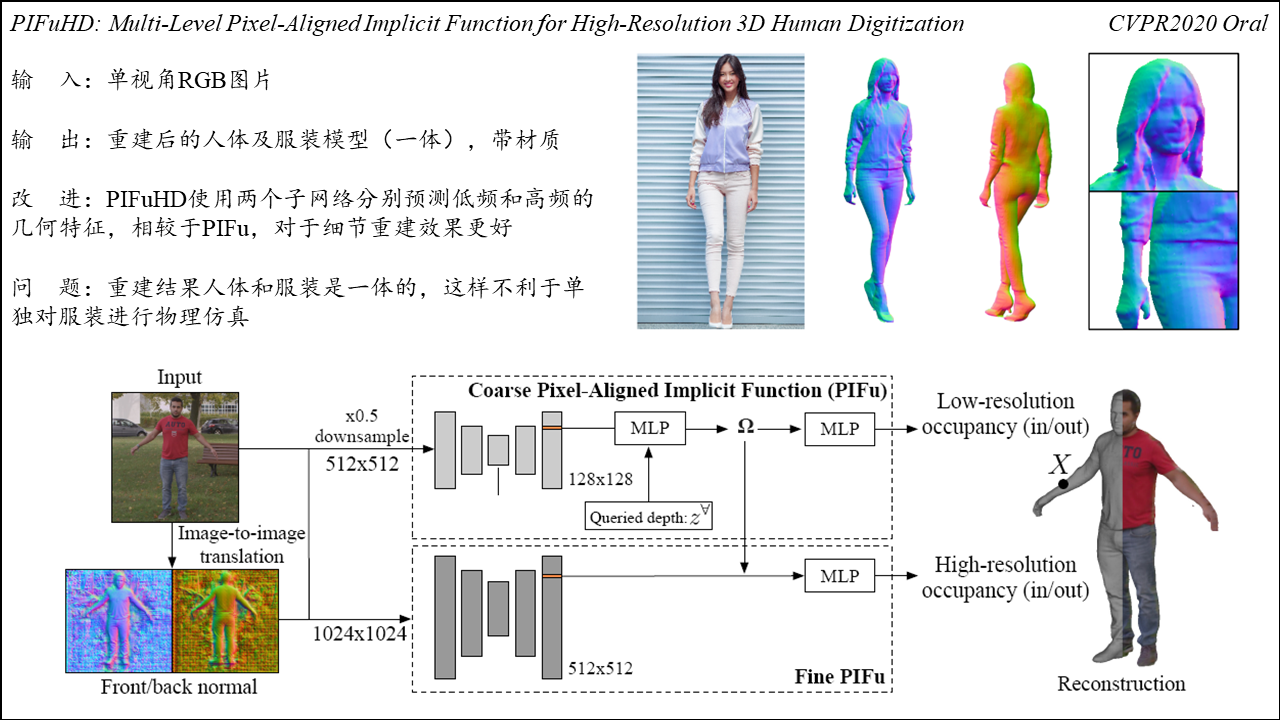 PIFuHD: Multi-Level Pixel-Aligned Implicit Function for High-Resolution 3D Human Digitization
CVPR2020 Oral
输 入：单视角RGB图片
输 出：重建后的人体及服装模型（一体），带材质
改 进：PIFuHD使用两个子网络分别预测低频和高频的
几何特征，相较于PIFu，对于细节重建效果更好
问 题：重建结果人体和服装是一体的，这样不利于单
独对服装进行物理仿真
Input
x0.5
downsample
512x512
Image-to-image
translation
1024x1024
Front/back normal
Coarse Pixel-Aligned Implicit Function (PIFu)
MLP
Ω
MLP
128x128
Queried depth: z∀
Low-resolution
occupancy (in/out)
MLP
512x512
Fine PIFu
High-resolution
occupancy (in/out)
X
Reconstruction